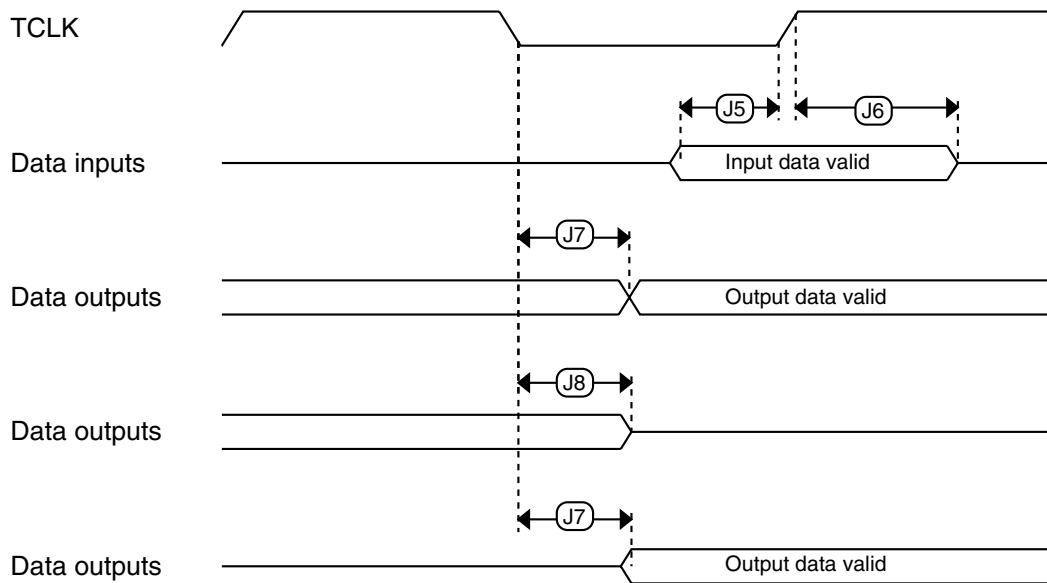 TCLK
J5
J6
Data inputs
Input data valid
J7
Data outputs
Output data valid
J8
Data outputs
J7
Data outputs
Output data valid